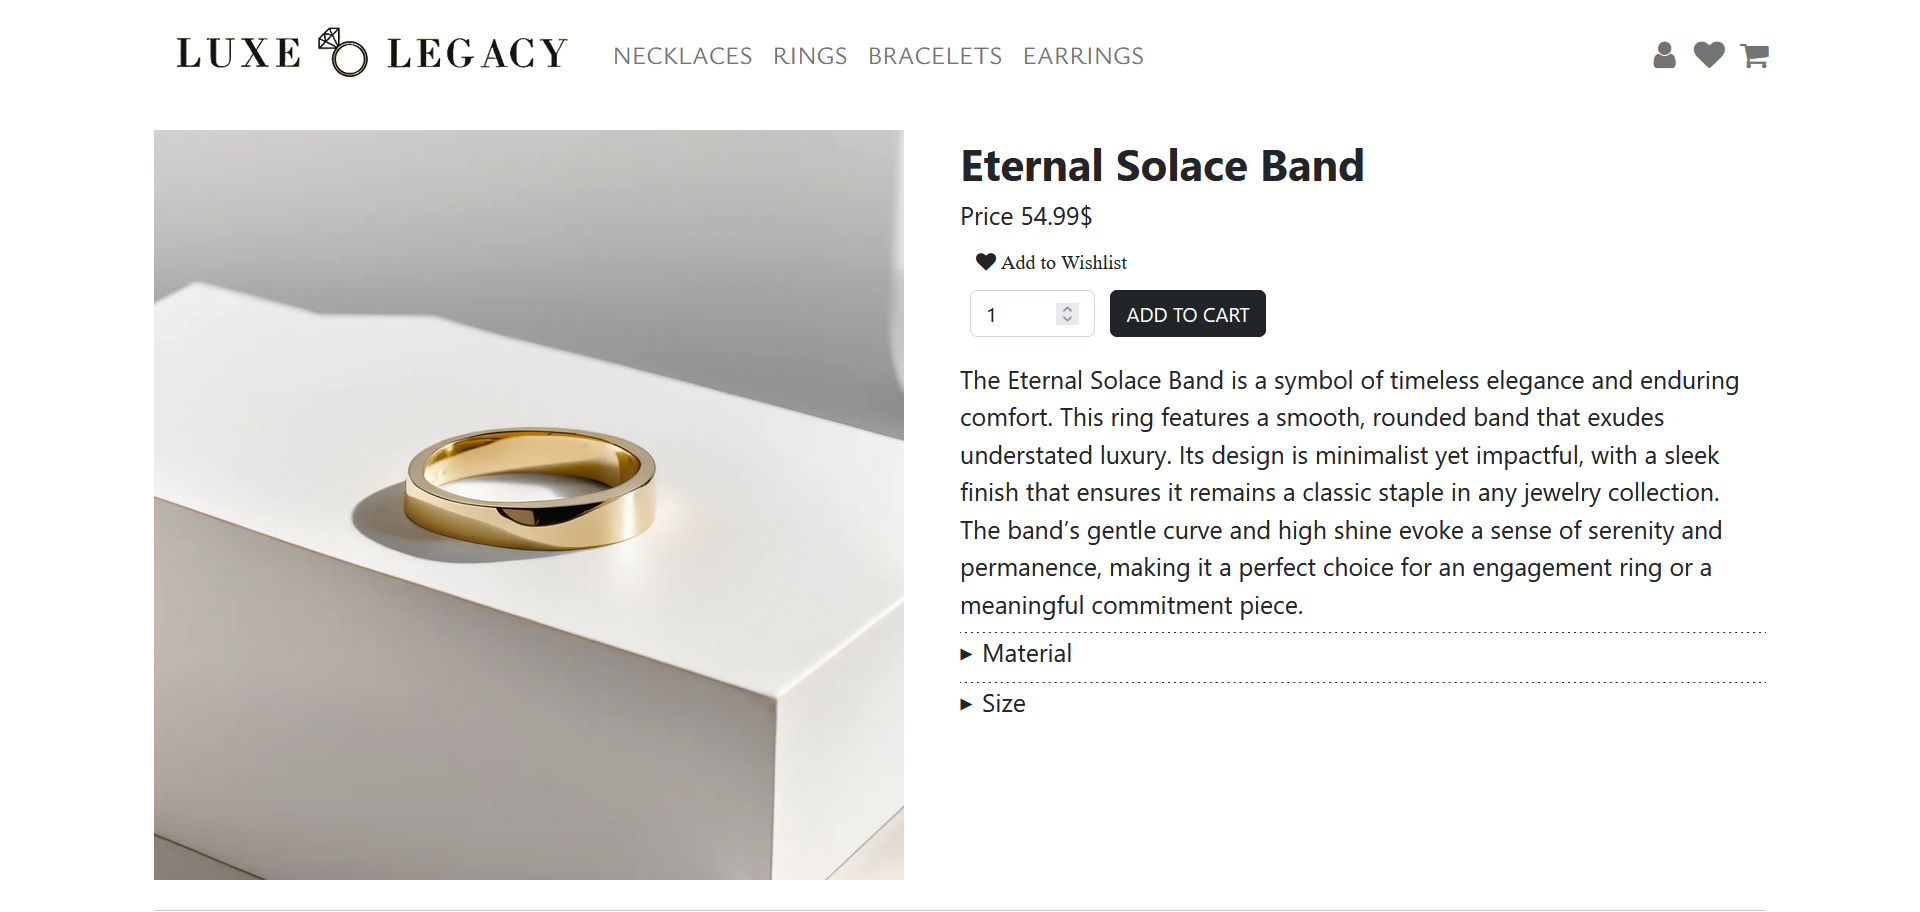 LUXE LEGACY NECKLACES RINGS BRACELETS EARRINGS
Eternal Solace Band
Price 54.99$
Add to Wishlist
1 ADD TO CART
The Eternal Solace Band is a symbol of timeless elegance and enduring
comfort. This ring features a smooth, rounded band that exudes
understated luxury. Its design is minimalist yet impactful, with a sleek
finish that ensures it remains a classic staple in any jewelry collection.
The band’s gentle curve and high shine evoke a sense of serenity and
permanence, making it a perfect choice for an engagement ring or a
meaningful commitment piece.
Material
Size